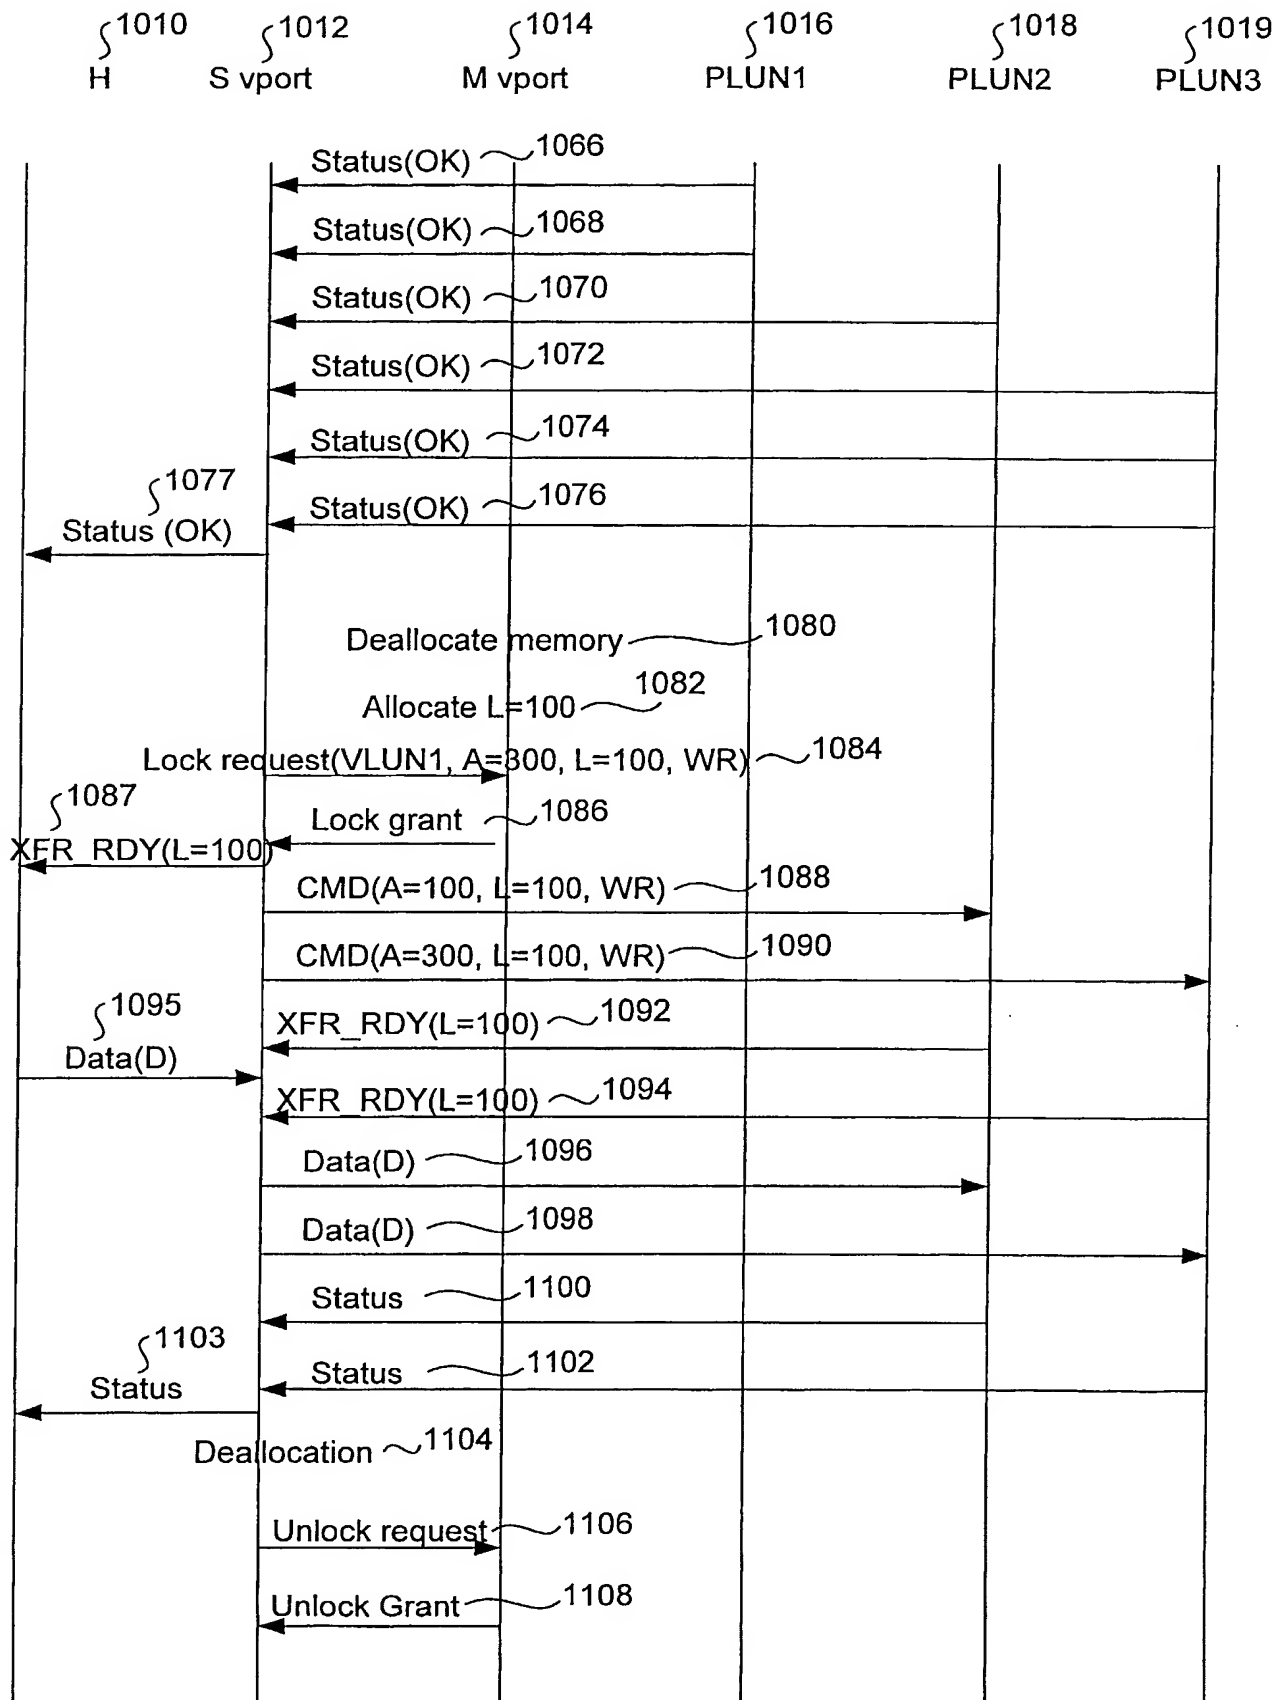 1010 1012 1014 1016 1018 1019
H S vport M vport PLUN1 PLUN2 PLUN3
Status(OK) 1066
Status(OK) 1068
Status(OK) 1070
Status(OK) 1072
Status(OK) 1074
1077
Status(OK) 1076
Status (OK)
Deallocate memory 1080
Allocate L=100 1082
Lock request(VLUN1, A=300, L=100, WR) 1084
1087
Lock grant 1086
XFR_RDY(L=100)
CMD(A=100, L=100, WR) 1088
CMD(A=300, L=100, WR) 1090
1095
XFR_RDY(L=100) 1092
Data(D)
XFR_RDY(L=100) 1094
Data(D) 1096
Data(D) 1098
Status 1100
1103
Status 1102
Status
Deallocation 1104
Unlock request 1106
Unlock Grant 1108